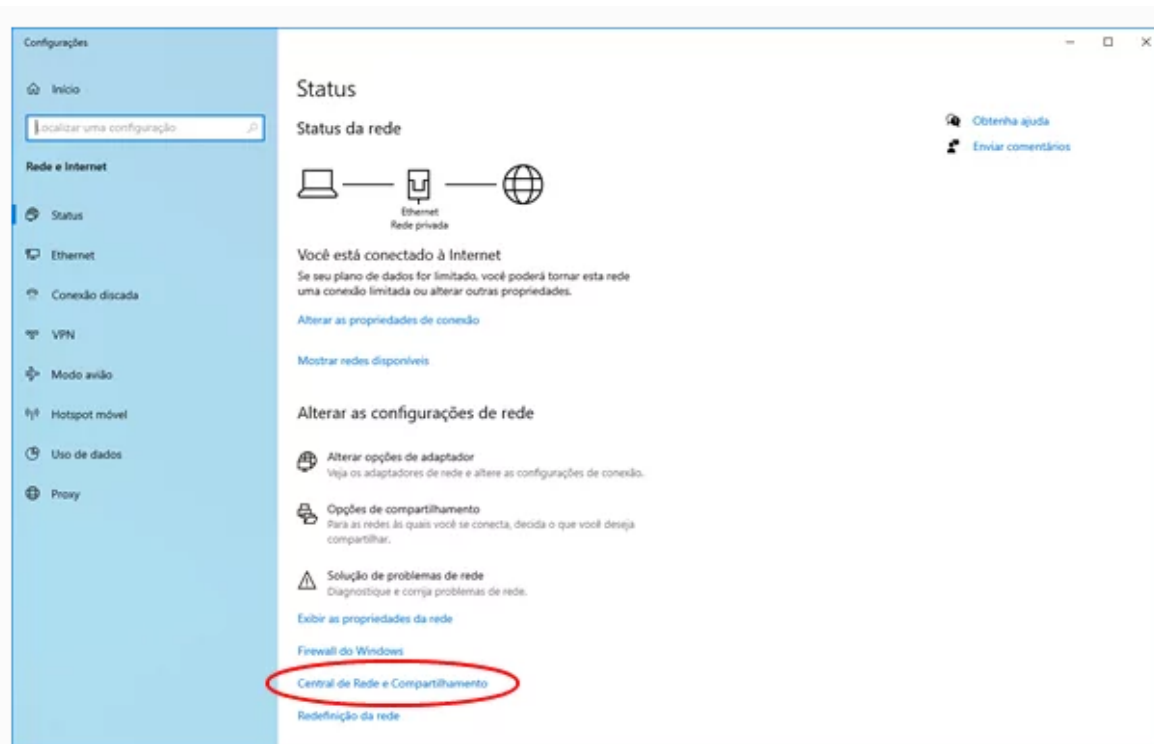 Configurações
Início
Localizar uma configuração
Rede e Internet
Status
Ethernet
Conexão discada
VPN
Modo avião
Hotspot móvel
Uso de dados
Proxy
Status
Status da rede
Ethernet
Rede privada
Você está conectado à Internet
Se seu plano de dados for limitado, você poderá tornar esta rede
uma conexão limitada ou alterar outras propriedades.
Alterar as propriedades de conexão
Mostrar redes disponíveis
Alterar as configurações de rede
Alterar opções de adaptador
Veja os adaptadores de rede e altere as configurações de conexão.
Opções de compartilhamento
Para as redes às quais você se conecta, decida o que você deseja
compartilhar.
Solução de problemas de rede
Diagnostique e corrija problemas de rede.
Exibir as propriedades da rede
Firewall do Windows
Central de Rede e Compartilhamento
Redefinição da rede
Obtenha ajuda
Enviar comentários